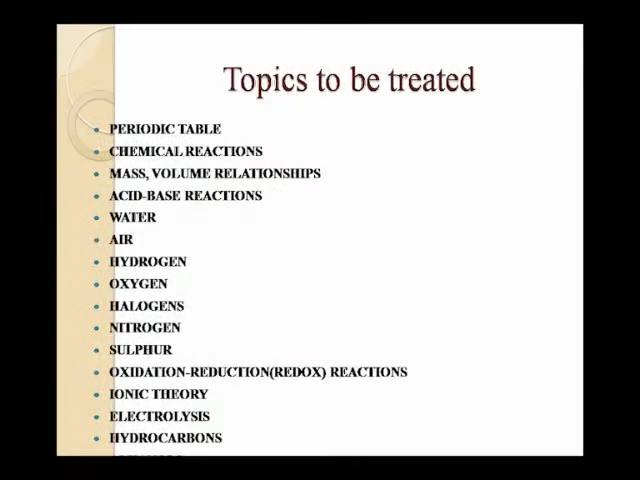 Topics to be treated
PERIODIC TABLE
CHEMICAL REACTIONS
MASS, VOLUME RELATIONSHIPS
ACID-BASE REACTIONS
WATER
AIR
HYDROGEN
OXYGEN
HALOGENS
NITROGEN
SULPHUR
OXIDATION-REDUCTION(REDOX) REACTIONS
IONIC THEORY
ELECTROLYSIS
HYDROCARBONS